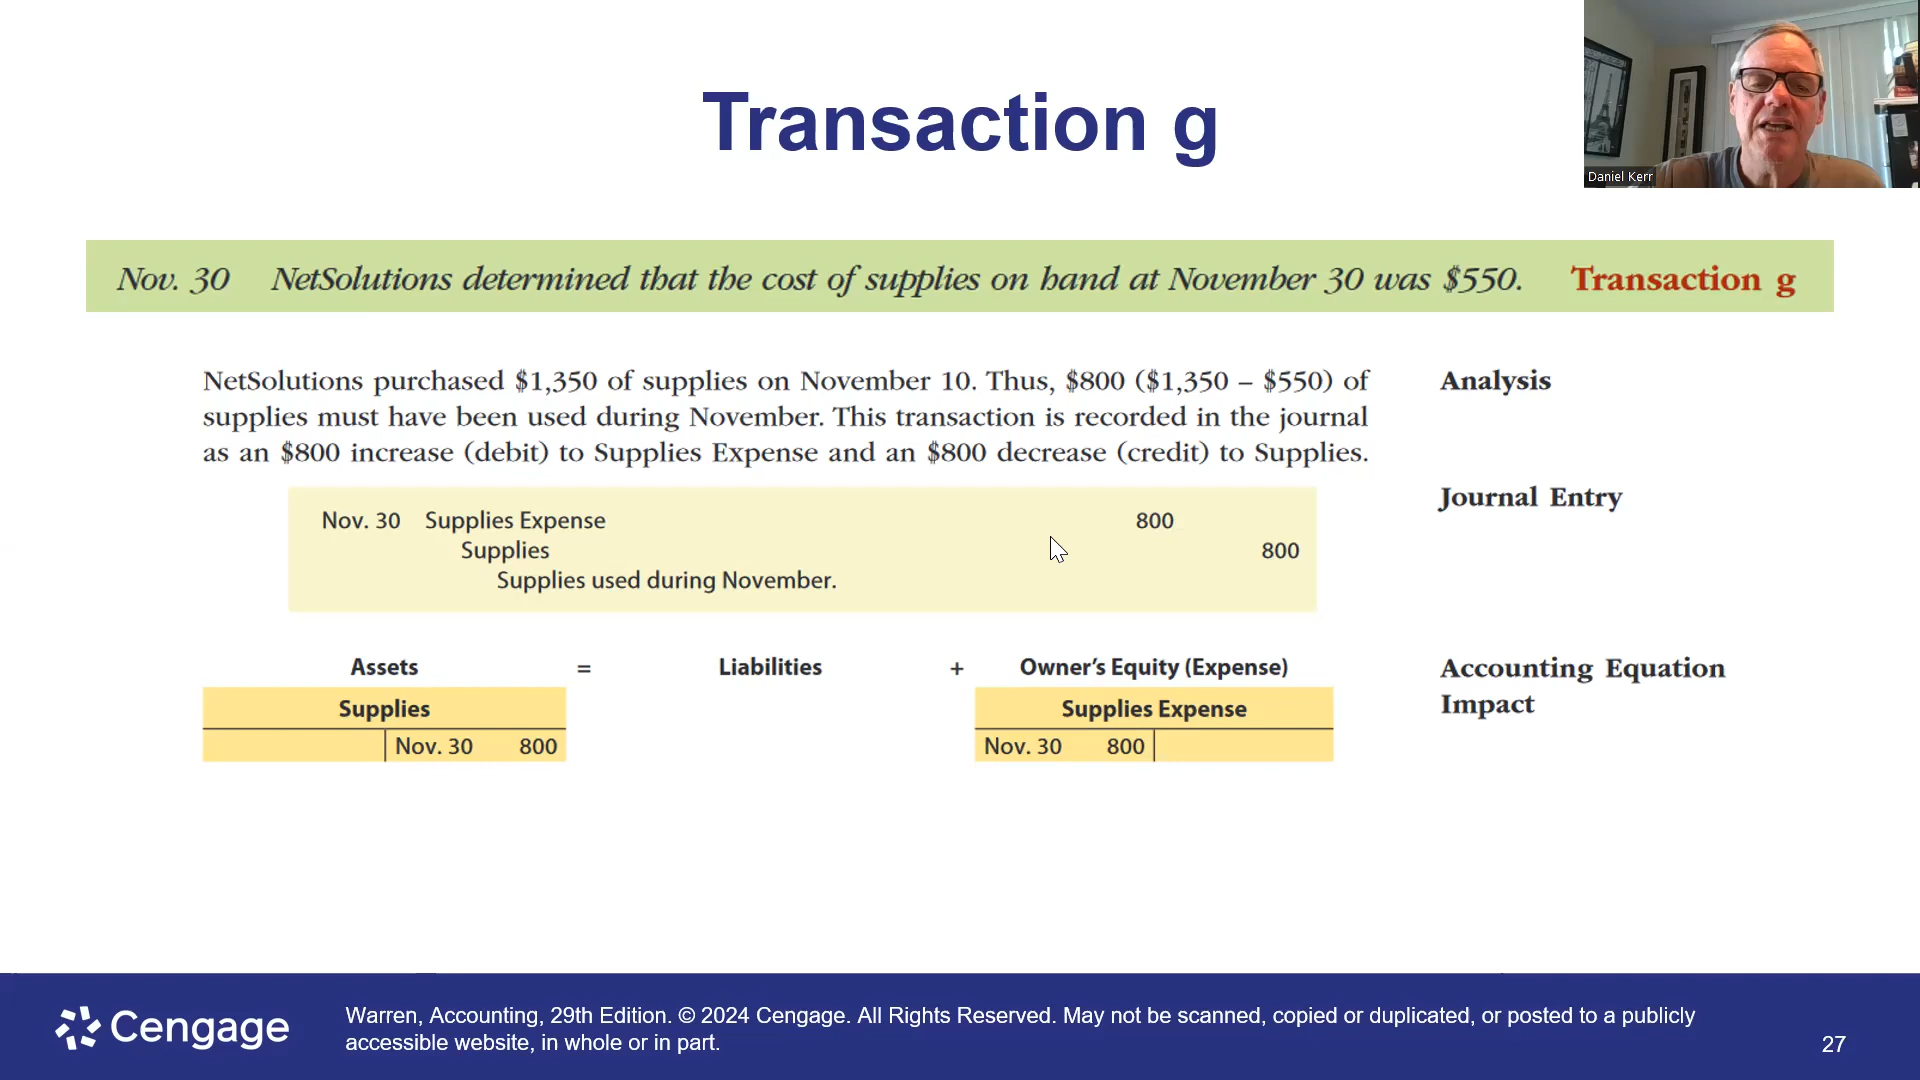 Transaction g
Daniel Kerr
Nov. 30 NetSolutions determined that the cost of supplies on hand at November 30 was $550. Transaction g
NetSolutions purchased $1,350 of supplies on November 10. Thus, $800 ($1,350 – $550) of
supplies must have been used during November. This transaction is recorded in the journal
as an $800 increase (debit) to Supplies Expense and an $800 decrease (credit) to Supplies.
Analysis
Journal Entry
Nov. 30 Supplies Expense 800
Supplies 800
Supplies used during November.
Assets = Liabilities + Owner's Equity (Expense)
Accounting Equation
Impact
Supplies Supplies Expense
Nov. 30 800 Nov. 30 800
Cengage
Warren, Accounting, 29th Edition. © 2024 Cengage. All Rights Reserved. May not be scanned, copied or duplicated, or posted to a publicly
accessible website, in whole or in part.
27